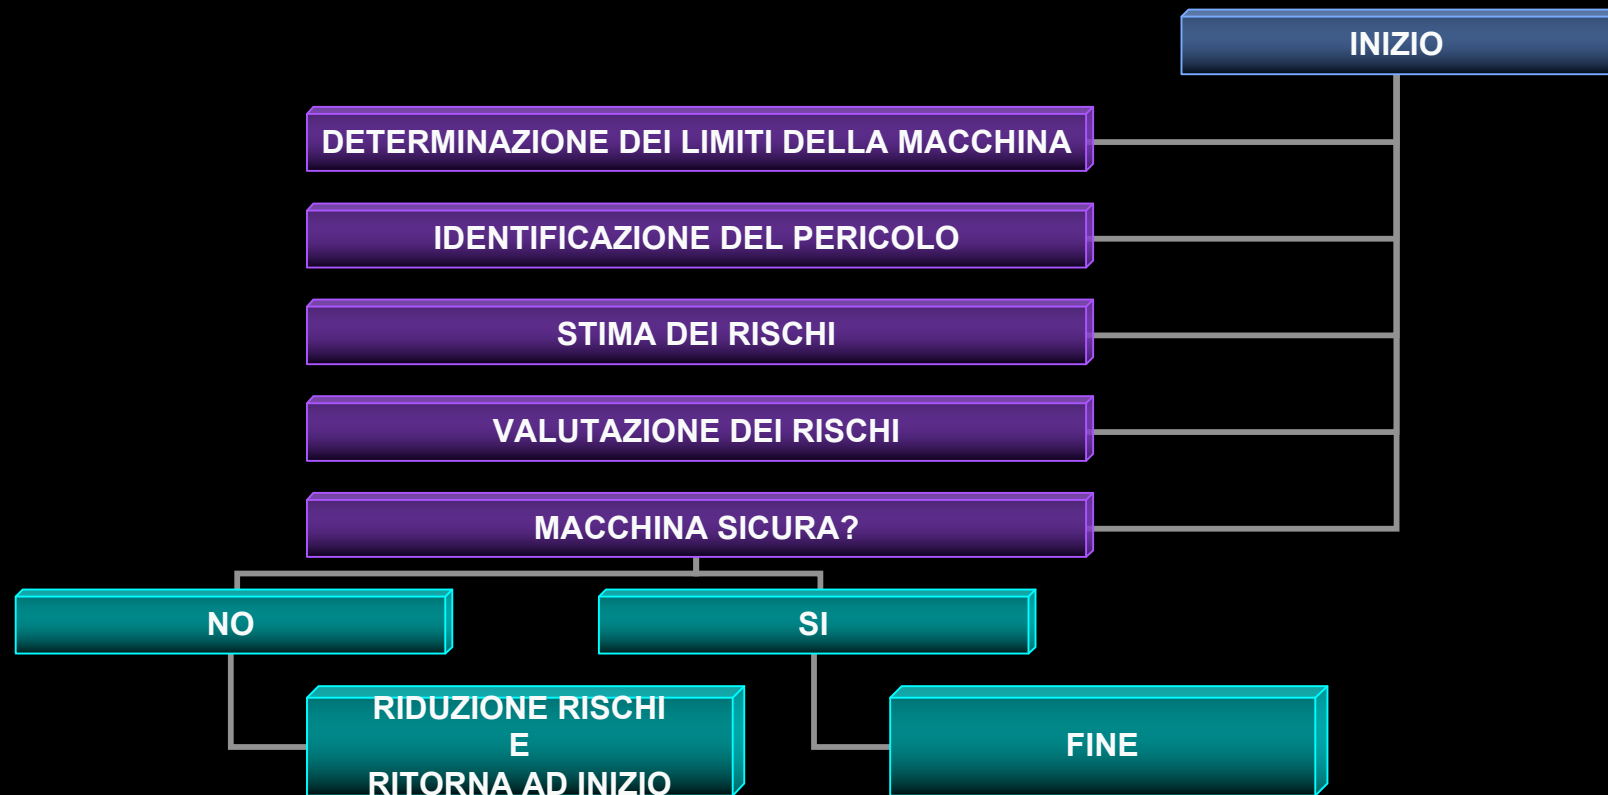 INIZIO
DETERMINAZIONE DEI LIMITI DELLA MACCHINA
IDENTIFICAZIONE DEL PERICOLO
STIMA DEI RISCHI
VALUTAZIONE DEI RISCHI
MACCHINA SICURA?
NO
SI
RIDUZIONE RISCHI
E
RITORNA AD INIZIO
FINE